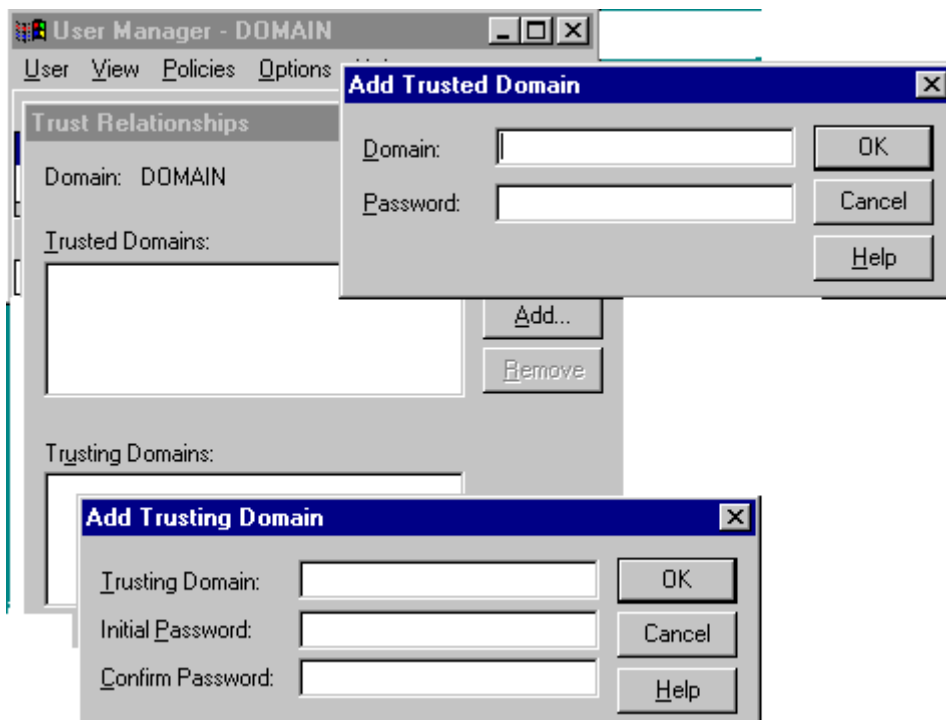 User Manager - DOMAIN
User View Policies Options
Add Trusted Domain
Domain:
OK
Password:
Cancel
Help
Trust Relationships
Domain: DOMAIN
Trusted Domains:
Add...
Remove
Trusting Domains:
Add Trusting Domain
Trusting Domain:
OK
Initial Password:
Cancel
Confirm Password:
Help